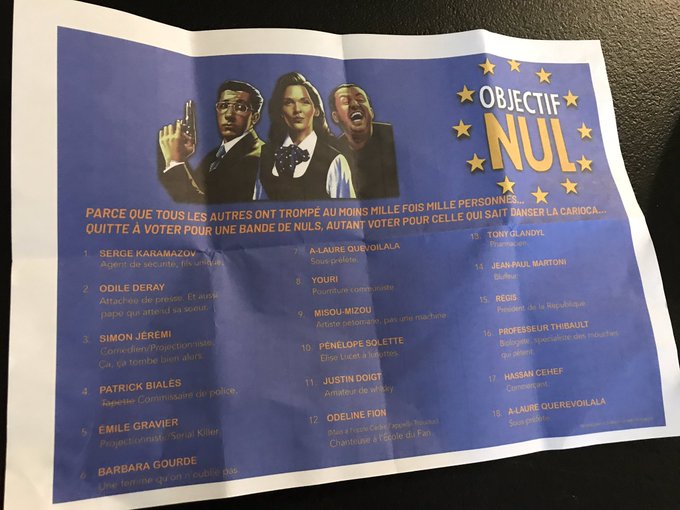 OBJECTIF
NUL
PARCE QUE TOUS LES AUTRES ONT TROMPÉ AU MOINS MILLE FOIS MILLE PERSONNES...
QUITTE À VOTER POUR UNE BANDE DE NULS, AUTANT VOTER POUR CELLE QUI SAIT DANSER LA CARIOCA...
1. SERGE KARAMAZOV
Agent de sécurité, fils unique.
2. ODILE DERAY
Attachée de presse. Et aussi
pape qui attend sa soeur.
3. SIMON JÉRÉMI
Comédien/Projectionniste.
Ca, ça tombe bien alors.
4. PATRICK BIALÈS
Tapette Commissaire de police.
5. ÉMILE GRAVIER
Projectionniste/Serial Killer.
6. BARBARA GOURDE
Une femme qu'on n'oublie pas.
7. A-LAURE QUEVOILALA
Sous-préfète.
8. YOURI
Pourriture communiste
9. MISOU-MIZOU
Artiste pétomane, pas une machine.
10. PÉNÉLOPE SOLETTE
Elise Lucet à lunettes.
11. JUSTIN DOIGT
Amateur de whisky.
12. ODELINE FION
Chanteuse à l'École du Fan.
13. TONY GLANDYL
Pharmacien.
14. JEAN-PAUL MARTONI
Bluffeur.
15. RÉGIS
Président de la République.
16. PROFESSEUR THIBAULT
Biologiste, spécialiste des mouches
qui pètent.
17. HASSAN CEHEF
Commerçant.
18. A-LAURE QUEREVOILALA
Sous-préfète.